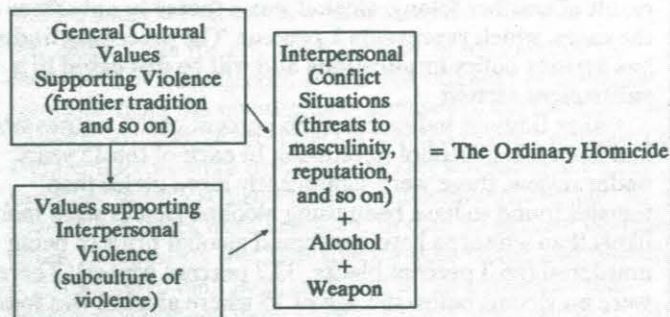 General Cultural
Values
Supporting Violence
(frontier tradition
and so on)
Values supporting
Interpersonal
Violence
(subculture of
violence)
Interpersonal
Conflict
Situations
(threats to
masculinity,
reputation,
and so on)
+
Alcohol
+
Weapon
= The Ordinary Homicide